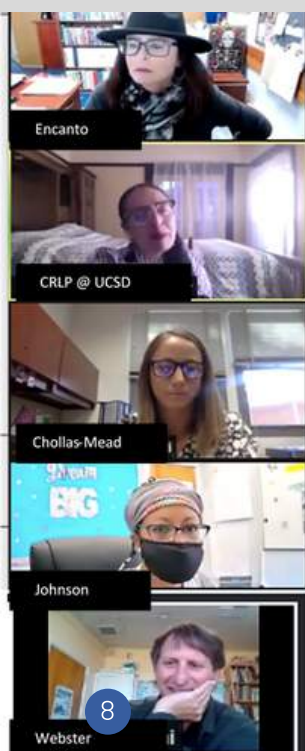 Encanto
CRLP @ UCSD
Chollas-Mead
Dream
BIG
Johnson
8
Webster